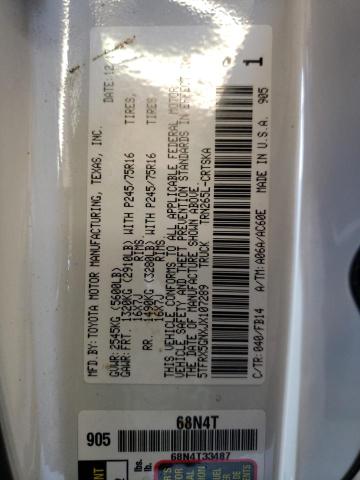 MFD. BY: TOYOTA MOTOR MANUFACTURING, TEXAS, INC.
DATE: 12
GVWR: 2545KG (5600LB)
GAWR: FRT. 1320KG (2910LB) WITH P245/75R16 TIRES,
16X7J RIMS,
RR. 1490KG (3280LB) WITH P245/75R16 TIRES,
16X7J RIMS,
THIS VEHICLE CONFORMS TO ALL APPLICABLE FEDERAL MOTOR
VEHICLE SAFETY AND THEFT PREVENTION STANDARDS IN EFFECT ON
THE DATE OF MANUFACTURE SHOWN ABOVE.
5TFRX5GNXJX107289 TRUCK TRN265L-CRTSKA
C/TR: 040/FB14 A/TM: A06A/AC60E
MADE IN U.S.A. 905
1
905 68N4T
68N4T33487